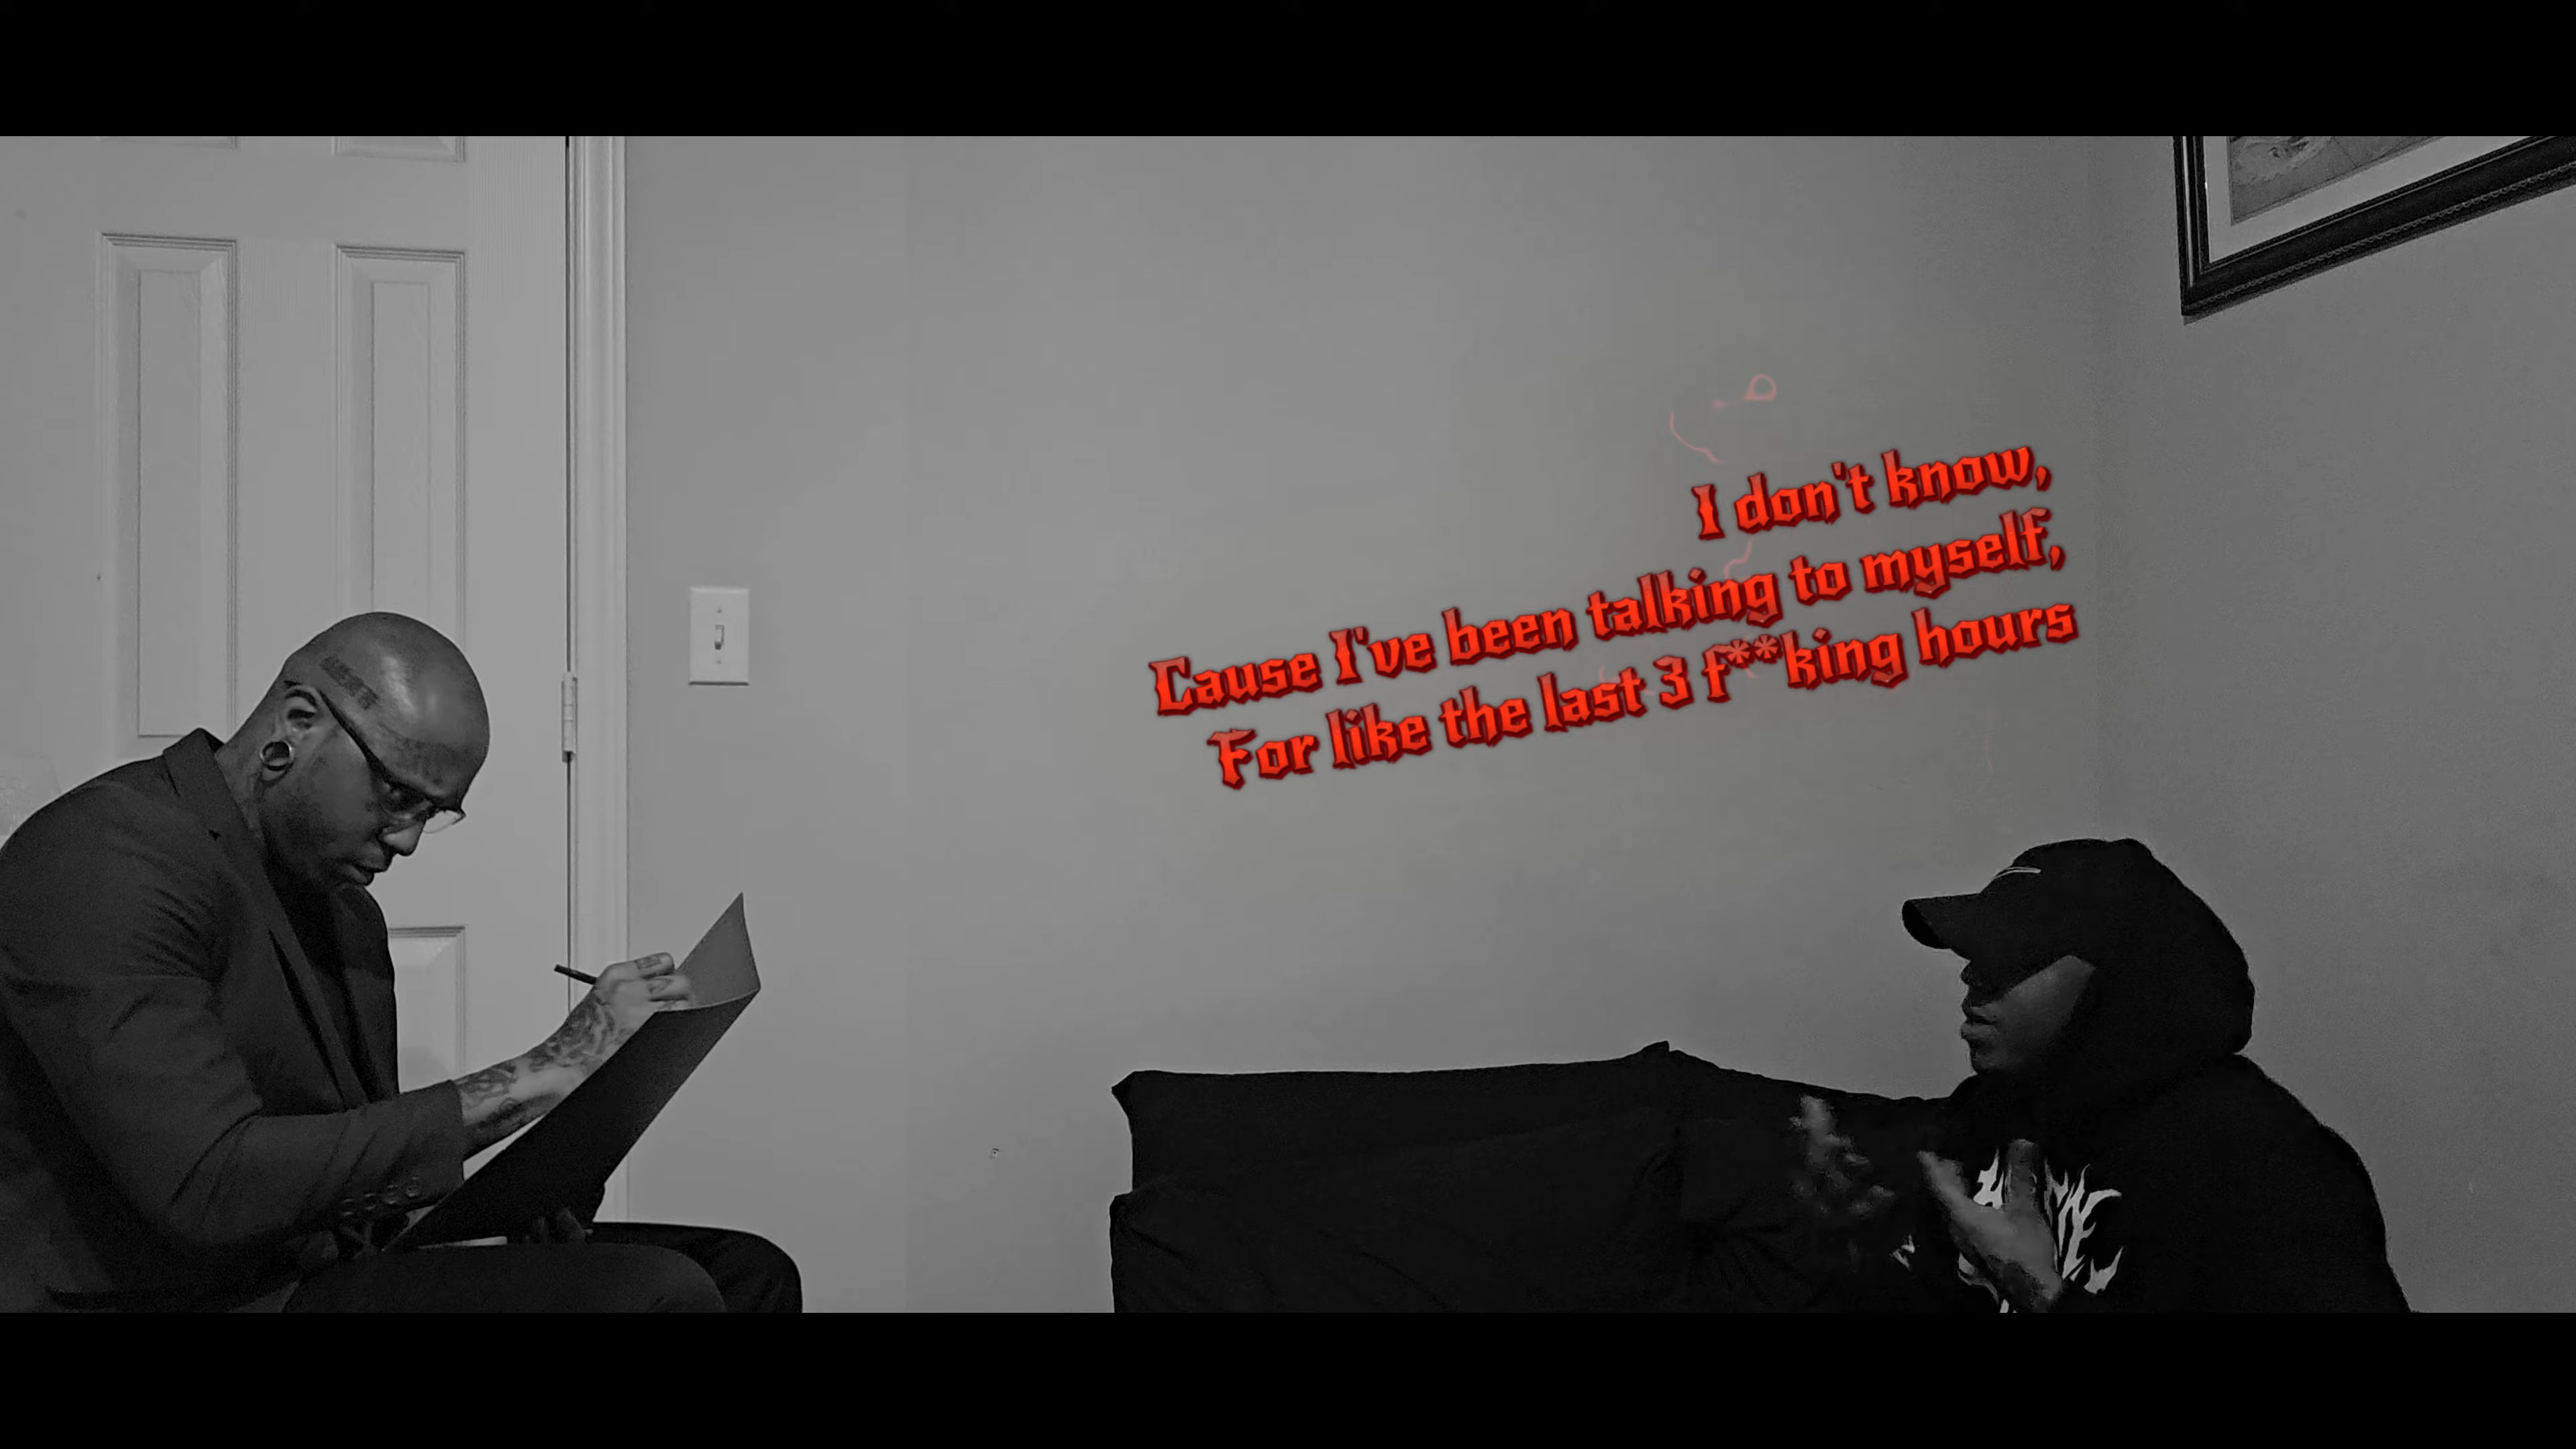 I don't know,
Cause I've been talking to myself,
For like the last 3 f**king hours